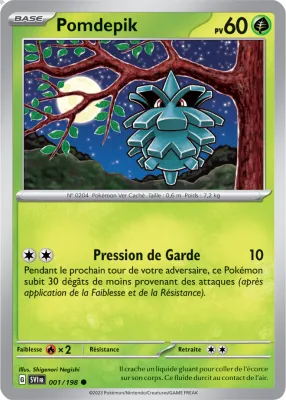 BASE Pomdepik PV 60
N° 0204 Pokémon Ver Caché Taille : 0,6 m Poids : 7,2 kg
Pression de Garde 10
Pendant le prochain tour de votre adversaire, ce Pokémon
subit 30 dégâts de moins provenant des attaques (après
application de la Faiblesse et de la Résistance).
Faiblesse × 2 Résistance Retraite
Illus. Shigenori Negishi
G SVI FR 001/198
Il crache un liquide gluant pour coller de l'écorce
sur son corps. Ce fluide durcit au contact de l'air.
©2023 Pokémon/Nintendo/Creatures/GAME FREAK